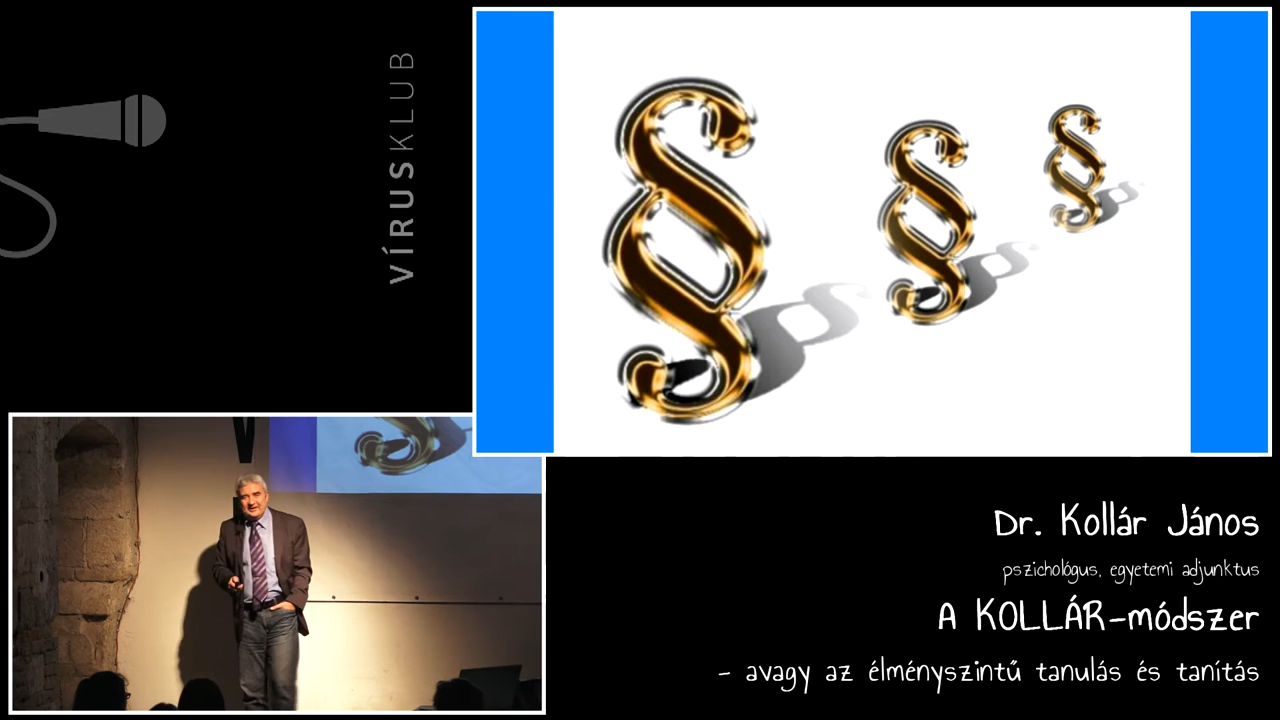 VÍRUSKLUB
§ § §
Dr. Kollár János
pszichológus, egyetemi adjunktus
A KOLLÁR-módszer
- avagy az élményszintű tanulás és tanítás